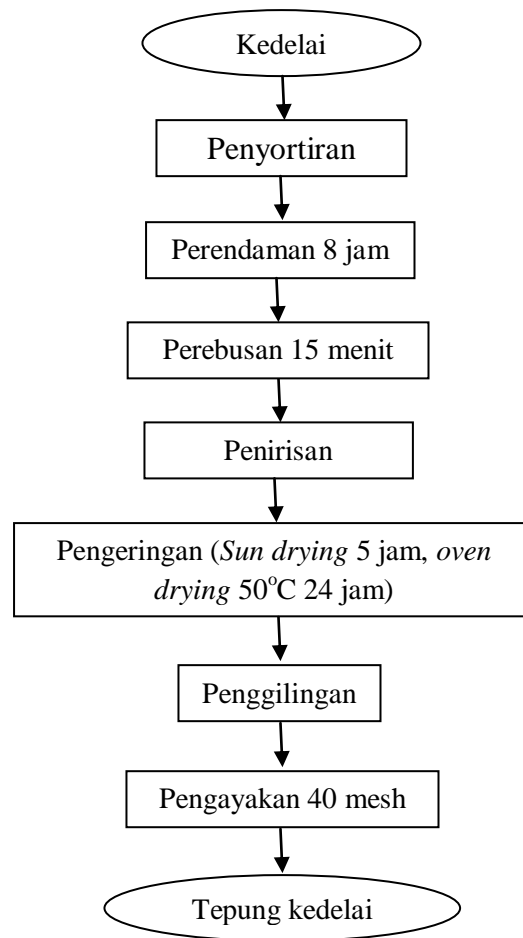 Kedelai
Penyortiran
Perendaman 8 jam
Perebusan 15 menit
Penirisan
Pengeringan (Sun drying 5 jam, oven
drying 50°C 24 jam)
Penggilingan
Pengayakan 40 mesh
Tepung kedelai